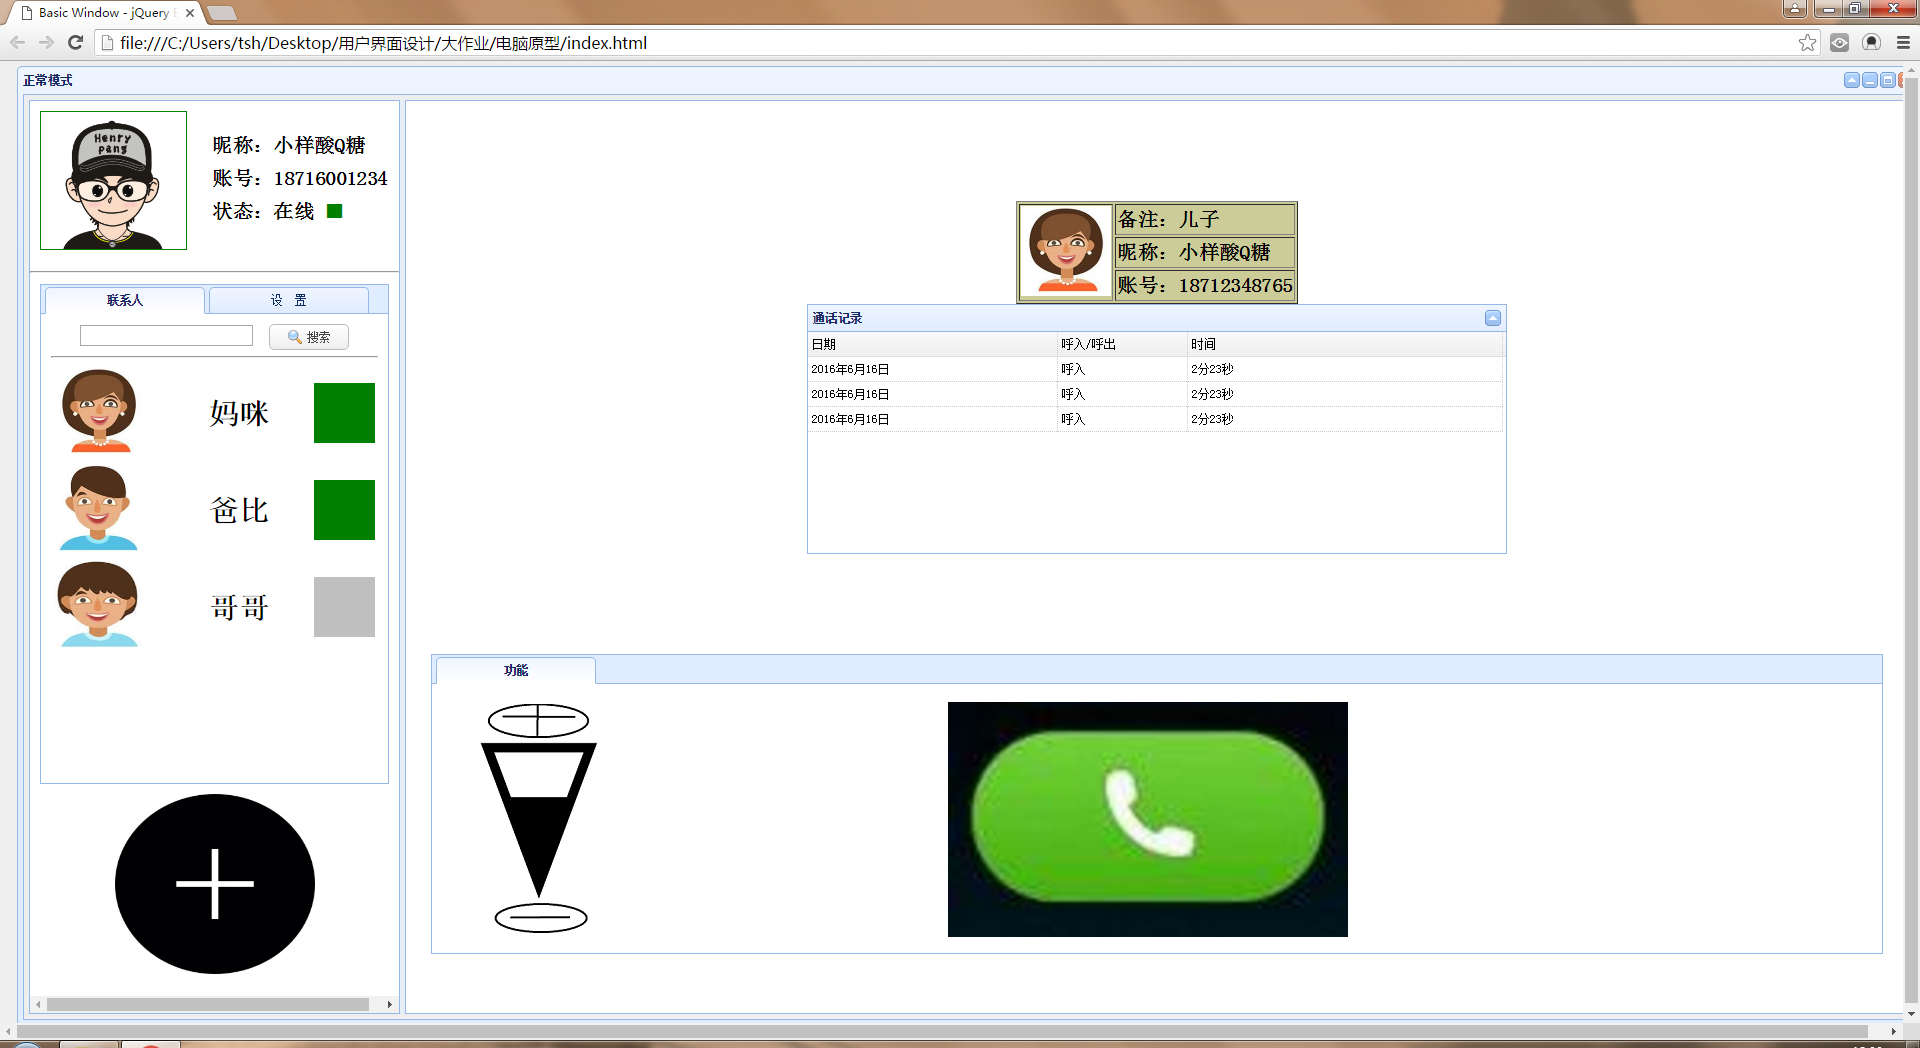 Basic Window - jQuery E
file:///C:/Users/tsh/Desktop/用户界面设计/大作业/电脑原型/index.html
正常模式
Henry
pang
昵称：小样酸Q糖
账号：18716001234
状态：在线
联系人
设 置
搜索
妈咪
爸比
哥哥
备注：儿子
昵称：小样酸Q糖
账号：18712348765
通话记录
日期 呼入/呼出 时间
2016年6月16日 呼入 2分23秒
2016年6月16日 呼入 2分23秒
2016年6月16日 呼入 2分23秒
功能